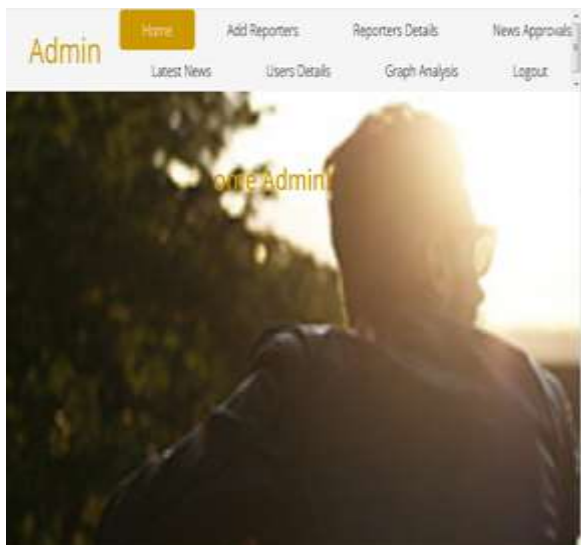 Admin
Home Add Reporters Reporters Details News Approvals
Latest News Users Details Graph Analysis Logout
ome Admin!